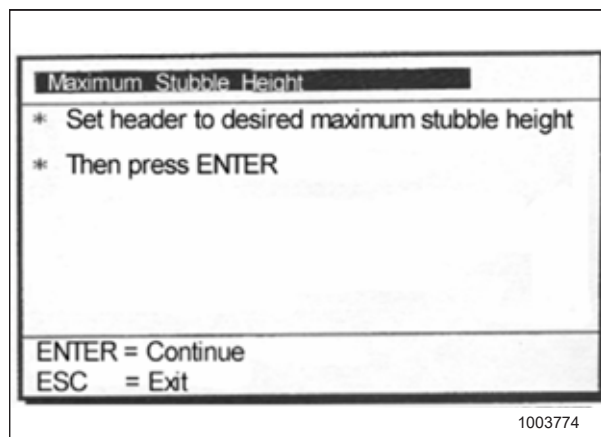 Maximum Stubble Height
* Set header to desired maximum stubble height
* Then press ENTER
ENTER = Continue
ESC = Exit
1003774